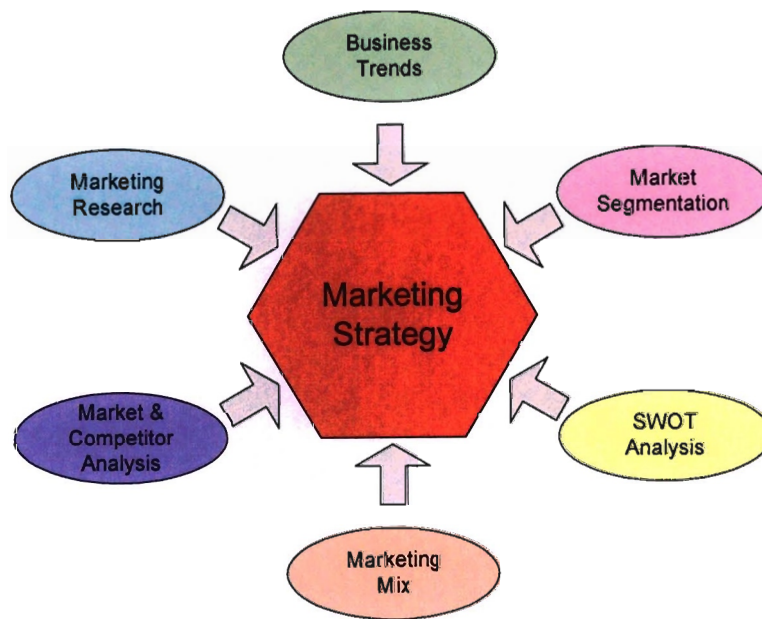 Business
Trends
Marketing
Research
Market
Segmentation
Marketing
Strategy
Market &
Competitor
Analysis
SWOT
Analysis
Marketing
Mix